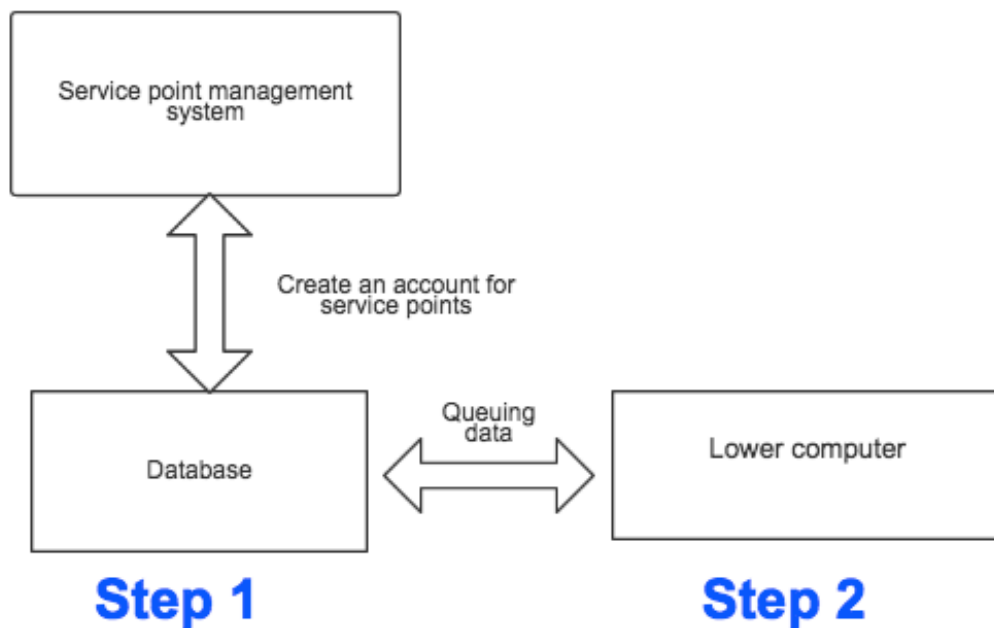 Service point management
system
Create an account for
service points
Queuing
data
Database
Lower computer
Step 1
Step 2